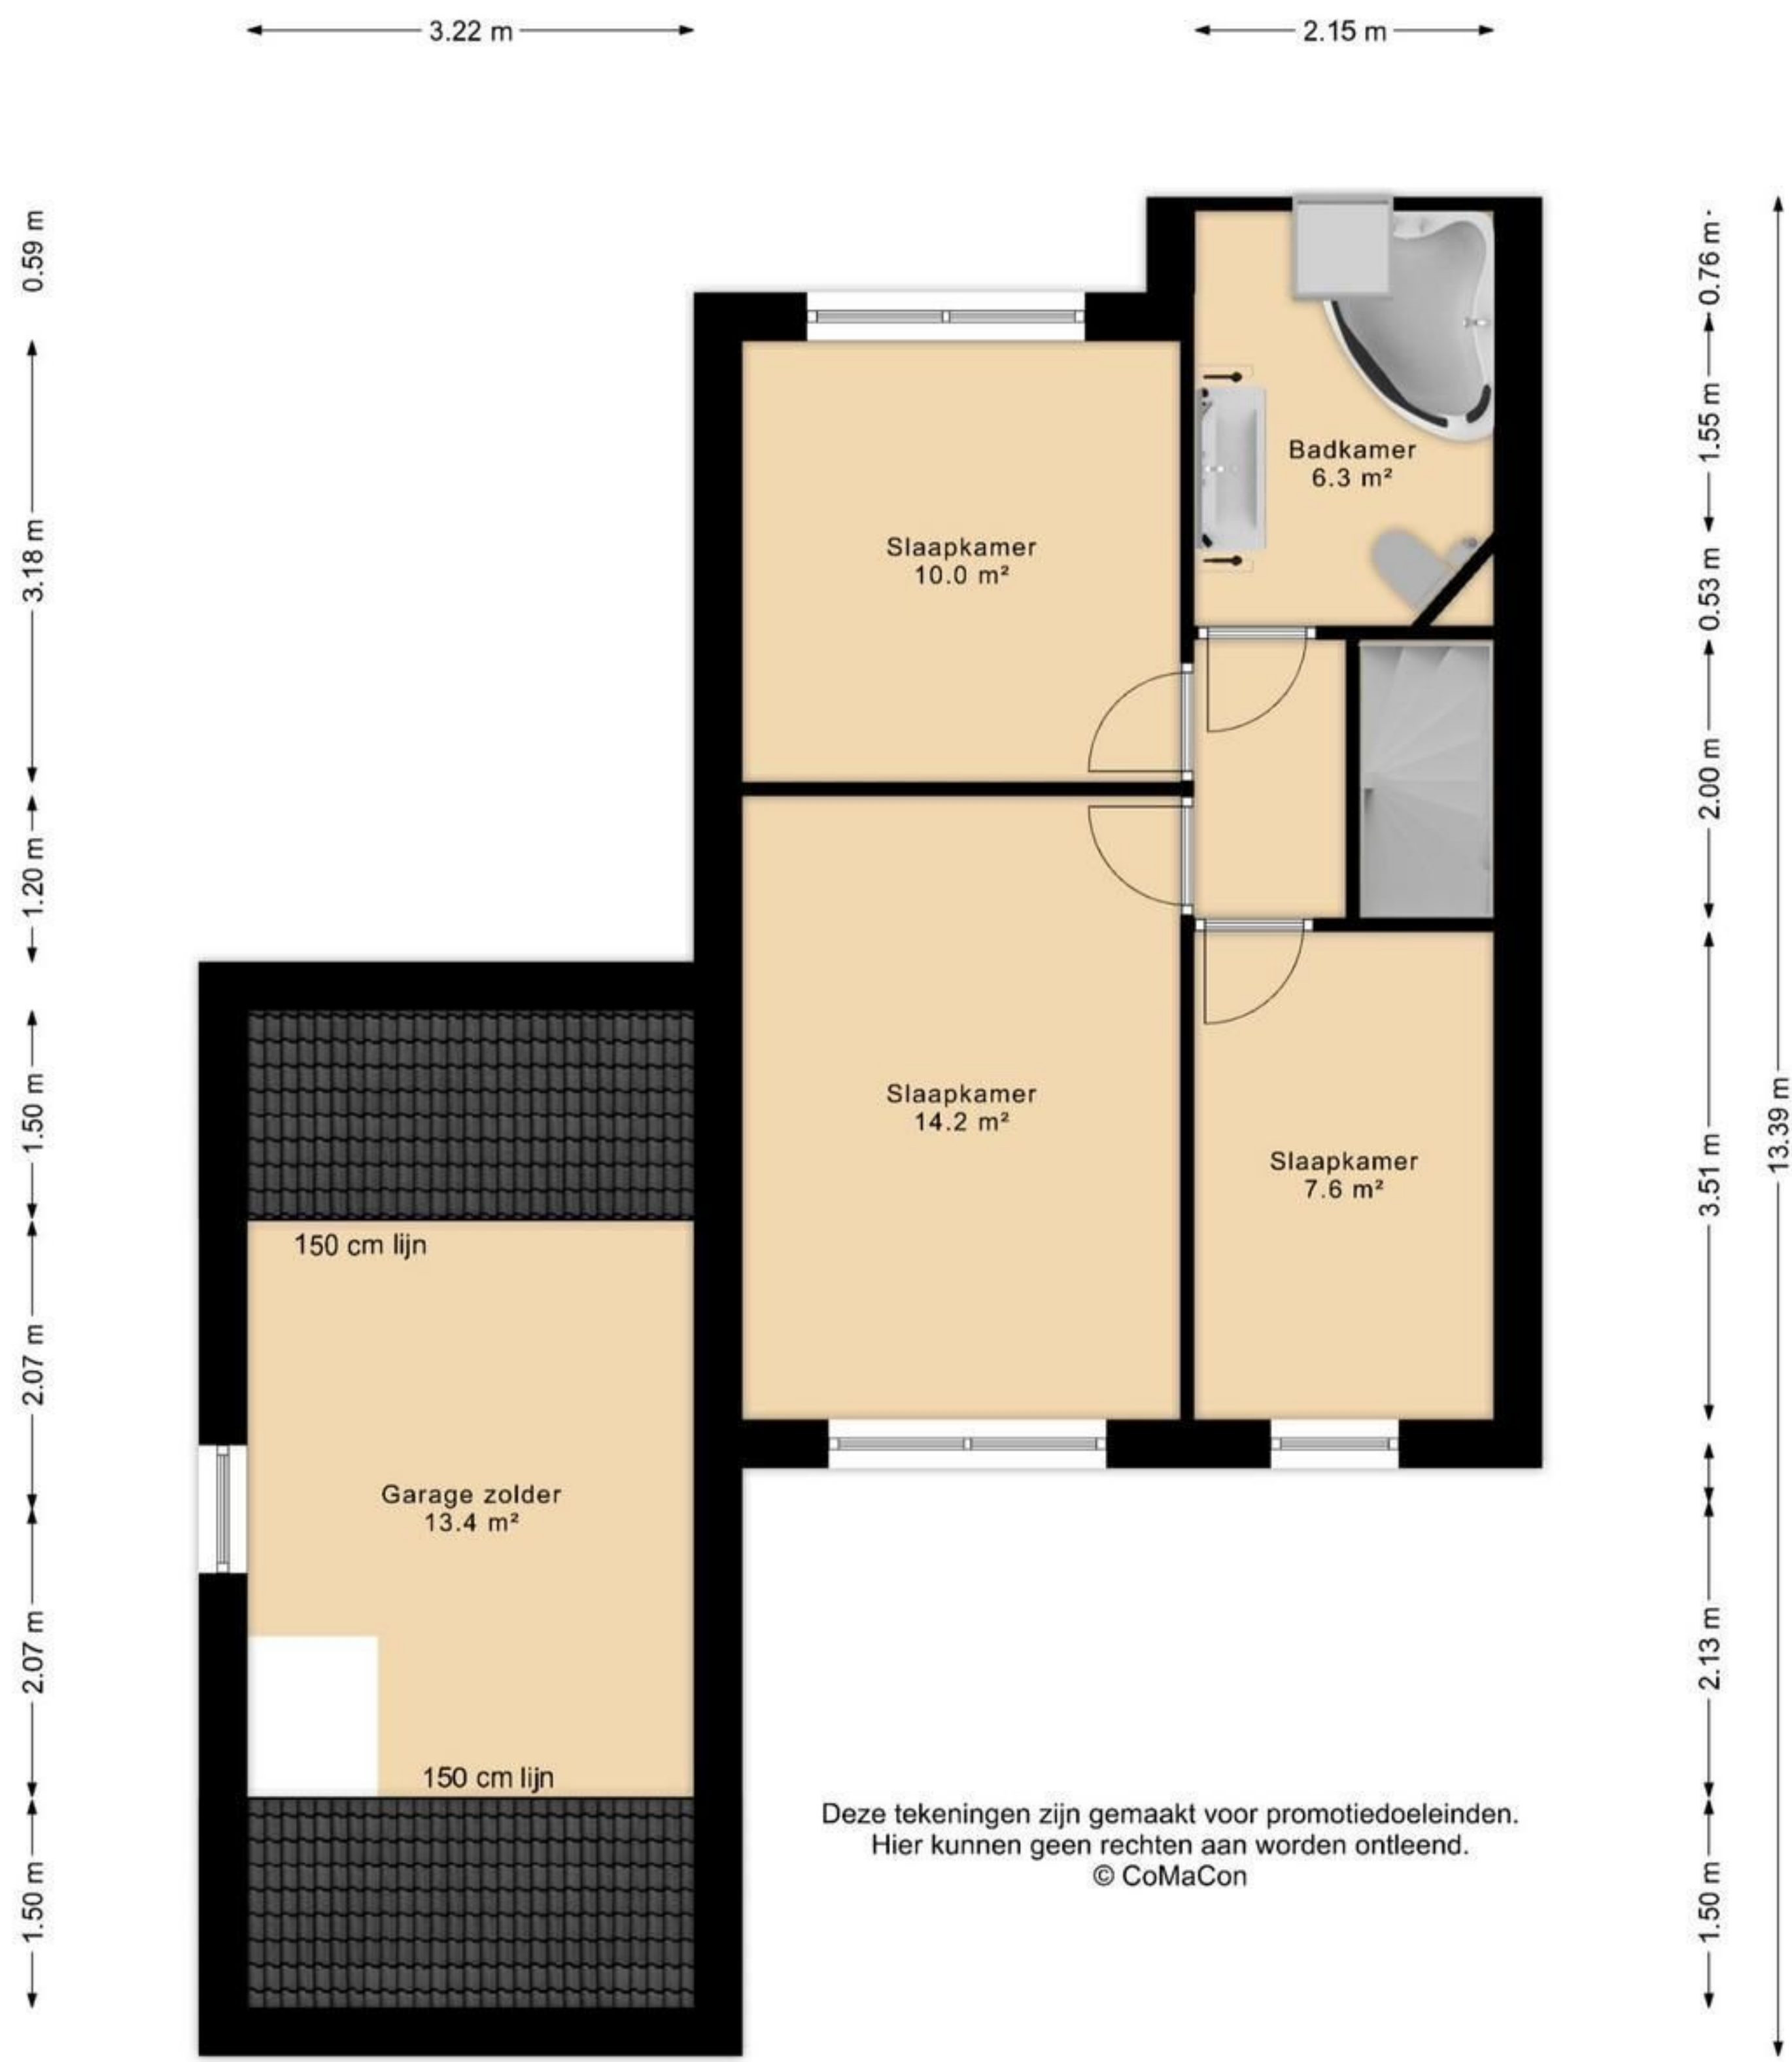 3.22 m
2.15 m
0.59 m
3.18 m
1.20 m
1.50 m
2.07 m
2.07 m
1.50 m
Slaapkamer
10.0 m²
Badkamer
6.3 m²
Slaapkamer
14.2 m²
Slaapkamer
7.6 m²
150 cm lijn
Garage zolder
13.4 m²
150 cm lijn
Deze tekeningen zijn gemaakt voor promotiedoeleinden.
Hier kunnen geen rechten aan worden ontleend.
© CoMaCon
0.76 m
1.55 m
0.53 m
2.00 m
3.51 m
2.13 m
1.50 m
13.39 m